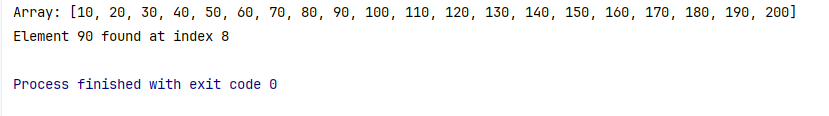 Array: [10, 20, 30, 40, 50, 60, 70, 80, 90, 100, 110, 120, 130, 140, 150, 160, 170, 180, 190, 200]
Element 90 found at index 8
Process finished with exit code 0